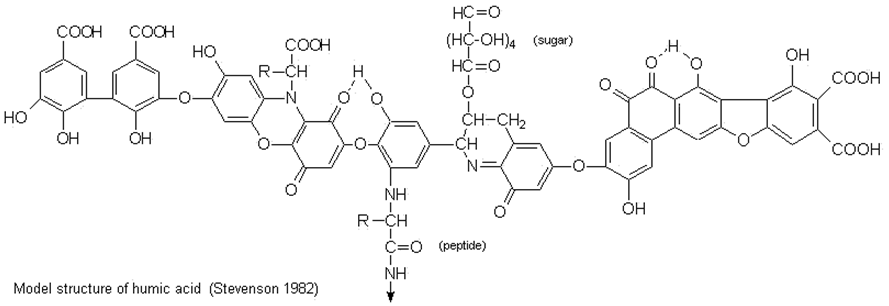 COOH COOH HO COOH R-CH HC=O (HC-OH)4 (sugar) HC=O
HO OH OH O N O O H O O CH2 CH N O O O H O OH OH COOH COOH
O O O NH O OH O
R-CH
C=O (peptide)
NH
Model structure of humic acid (Stevenson 1982)